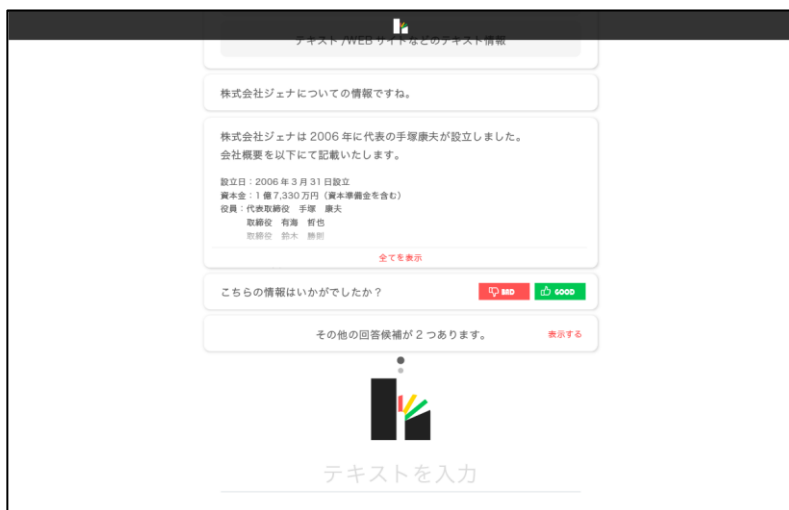 テキスト/WEBサイトなどのテキスト情報
株式会社ジェナについての情報ですね。
株式会社ジェナは2006年に代表の手塚康夫が設立しました。
会社概要を以下にて記載いたします。
設立日：2006年3月31日設立
資本金：1億7,330万円（資本準備金を含む）
役員：代表取締役　手塚　康夫
取締役　有海　哲也
取締役　鈴木　勝則
全てを表示
こちらの情報はいかがでしたか？
BAD
GOOD
その他の回答候補が2つあります。
表示する
テキストを入力